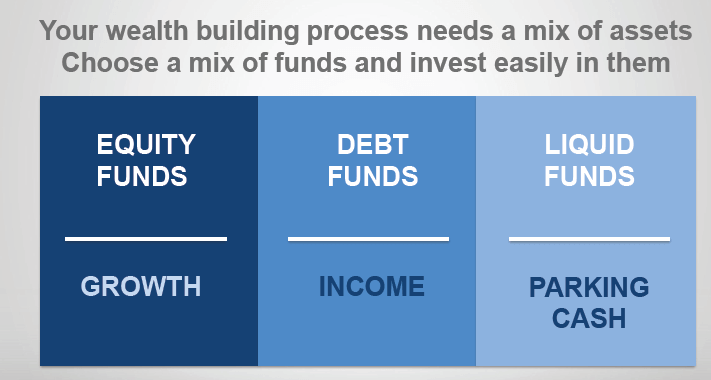 Your wealth building process needs a mix of assets
Choose a mix of funds and invest easily in them
EQUITY
FUNDS
GROWTH
DEBT
FUNDS
INCOME
LIQUID
FUNDS
PARKING
CASH